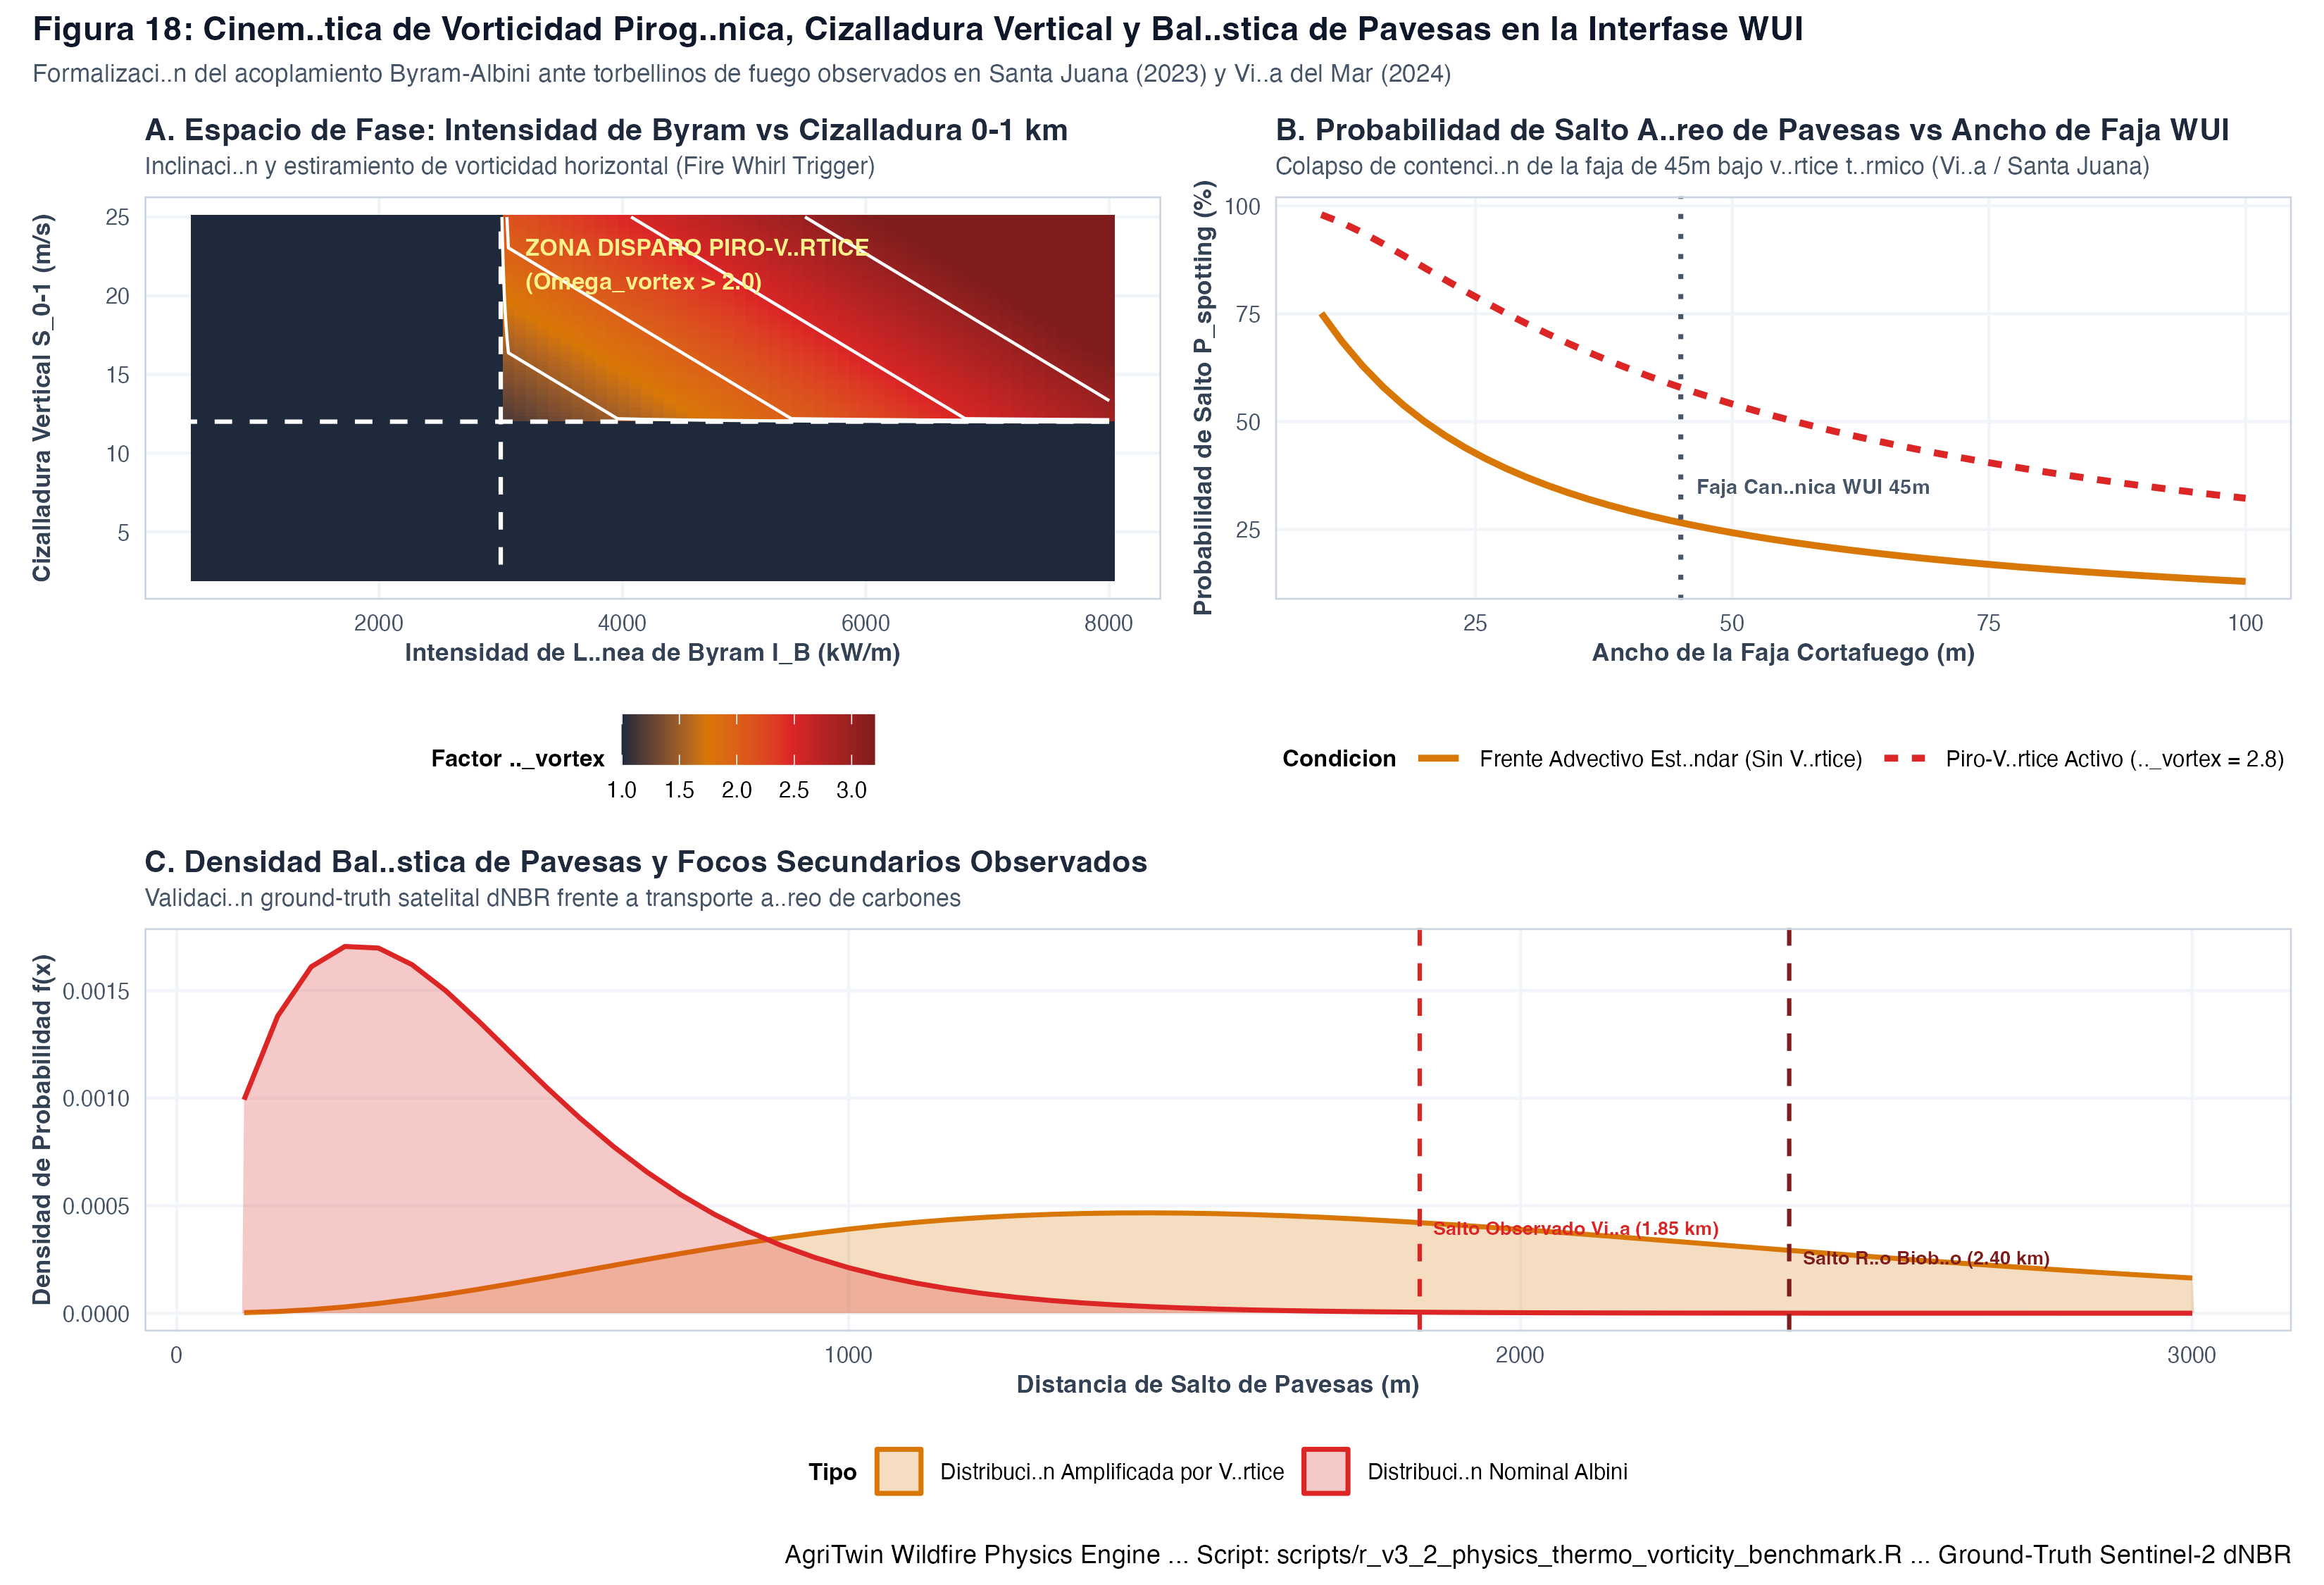 Figura 18: Cinem..tica de Vorticidad Pirog..nica, Cizalladura Vertical y Bal..stica de Pavesas en la Interfase WUI
Formalizaci..n del acoplamiento Byram-Albini ante torbellinos de fuego observados en Santa Juana (2023) y Vi..a del Mar (2024)
A. Espacio de Fase: Intensidad de Byram vs Cizalladura 0-1 km
Inclinaci..n y estiramiento de vorticidad horizontal (Fire Whirl Trigger)
Cizalladura Vertical S_0-1 (m/s)
25
20
15
10
5
ZONA DISPARO PIRO-V..RTICE
(Omega_vortex > 2.0)
2000
4000
6000
8000
Intensidad de L..nea de Byram I_B (kW/m)
Factor .._vortex
1.0
1.5
2.0
2.5
3.0
B. Probabilidad de Salto A..reo de Pavesas vs Ancho de Faja WUI
Colapso de contenci..n de la faja de 45m bajo v..rtice t..rmico (Vi..a / Santa Juana)
Probabilidad de Salto P_spotting (%)
100
75
50
25
Faja Can..nica WUI 45m
25
50
75
100
Ancho de la Faja Cortafuego (m)
Condicion
Frente Advectivo Est..ndar (Sin V..rtice)
Piro-V..rtice Activo (.._vortex = 2.8)
C. Densidad Bal..stica de Pavesas y Focos Secundarios Observados
Validaci..n ground-truth satelital dNBR frente a transporte a..reo de carbones
Densidad de Probabilidad f(x)
0.0015
0.0010
0.0005
0.0000
Salto Observado Vi..a (1.85 km)
Salto R..o Biob..o (2.40 km)
0
1000
2000
3000
Distancia de Salto de Pavesas (m)
Tipo
Distribuci..n Amplificada por V..rtice
Distribuci..n Nominal Albini
AgriTwin Wildfire Physics Engine ... Script: scripts/r_v3_2_physics_thermo_vorticity_benchmark.R ... Ground-Truth Sentinel-2 dNBR